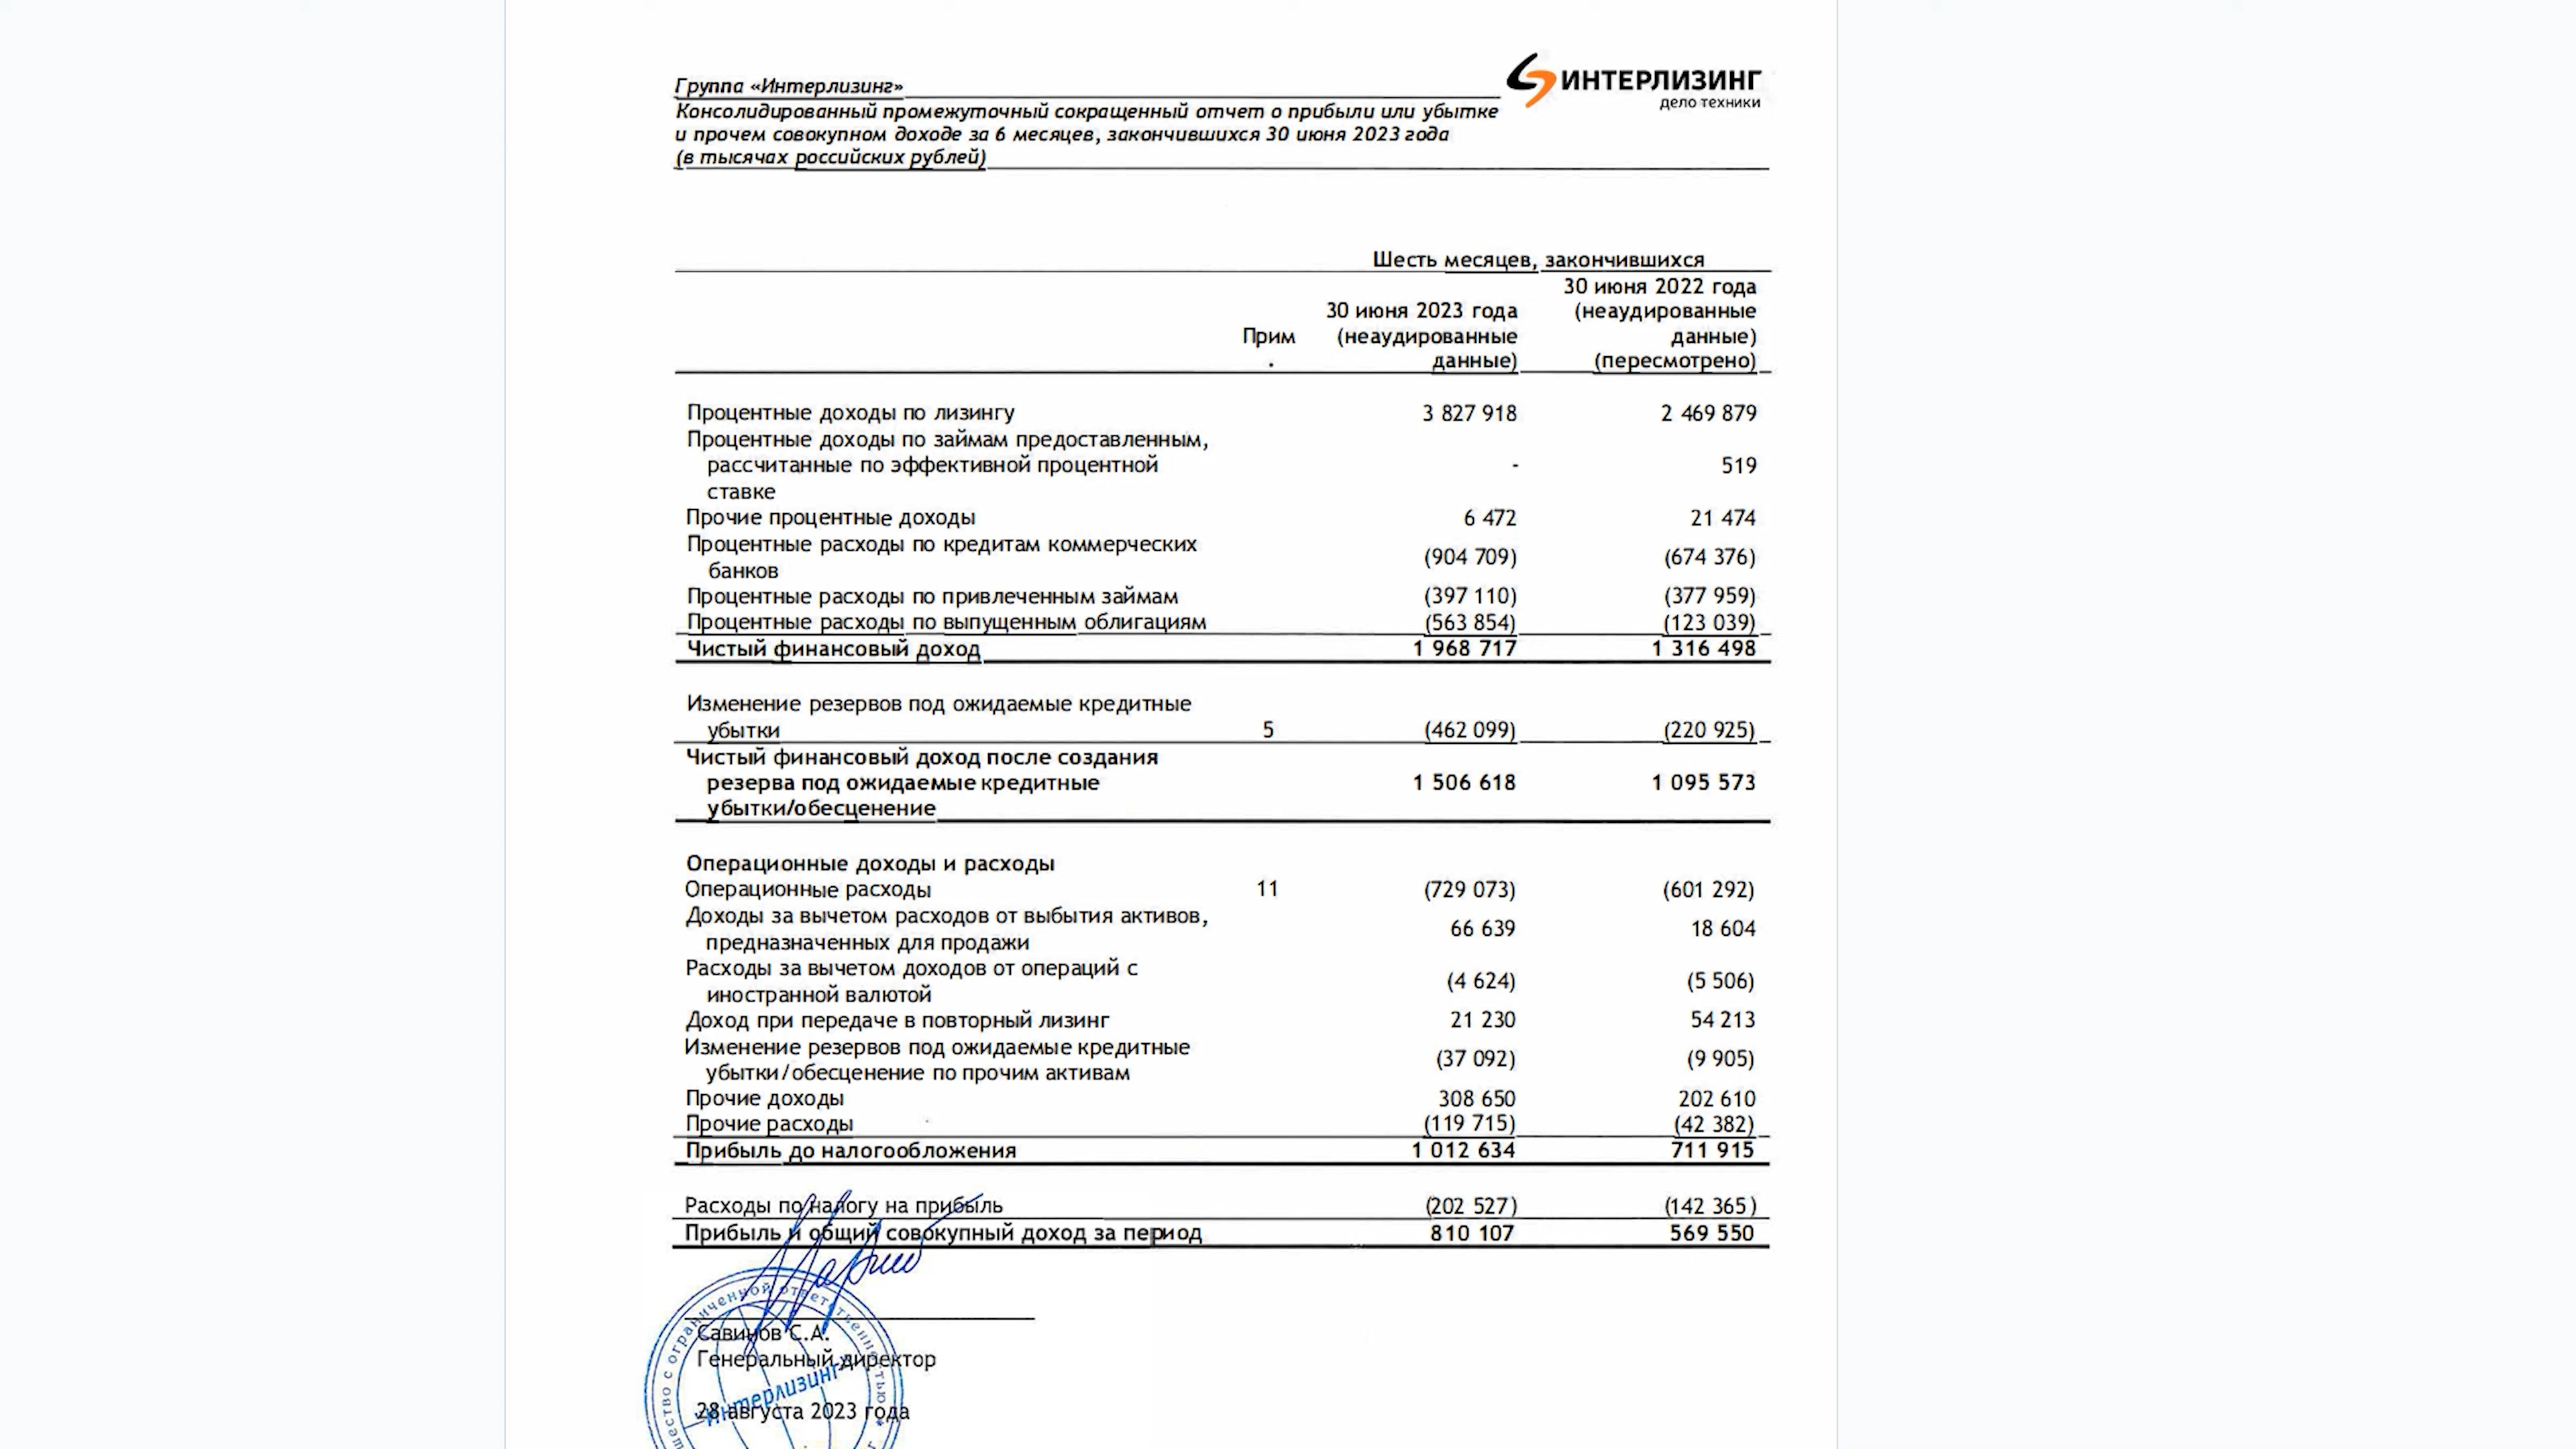 ИНТЕРЛИЗИНГ
дело техники
Группа «Интерлизинг»
Консолидированный промежуточный сокращенный отчет о прибыли или убытке
и прочем совокупном доходе за 6 месяцев, закончившихся 30 июня 2023 года
(в тысячах российских рублей)
Шесть месяцев, закончившихся
Прим
.
30 июня 2023 года
(неаудированные
данные)
30 июня 2022 года
(неаудированные
данные)
(пересмотрено)
Процентные доходы по лизингу 3 827 918 2 469 879
Процентные доходы по займам предоставленным,
рассчитанные по эффективной процентной - 519
ставке
Прочие процентные доходы 6 472 21 474
Процентные расходы по кредитам коммерческих
банков (904 709) (674 376)
Процентные расходы по привлеченным займам (397 110) (377 959)
Процентные расходы по выпущенным облигациям (563 854) (123 039)
Чистый финансовый доход 1 968 717 1 316 498
Изменение резервов под ожидаемые кредитные
убытки 5 (462 099) (220 925)
Чистый финансовый доход после создания
резерва под ожидаемые кредитные 1 506 618 1 095 573
убытки/обесценение
Операционные доходы и расходы
Операционные расходы 11 (729 073) (601 292)
Доходы за вычетом расходов от выбытия активов,
предназначенных для продажи 66 639 18 604
Расходы за вычетом доходов от операций с
иностранной валютой (4 624) (5 506)
Доход при передаче в повторный лизинг 21 230 54 213
Изменение резервов под ожидаемые кредитные
убытки/обесценение по прочим активам (37 092) (9 905)
Прочие доходы 308 650 202 610
Прочие расходы (119 715) (42 382)
Прибыль до налогообложения 1 012 634 711 915
Расходы по налогу на прибыль (202 527) (142 365)
Прибыль и общий совокупный доход за период 810 107 569 550
Савинов С.А.
Генеральный директор
28 августа 2023 года
с ограниченной ответственностью
"Интерлизинг"